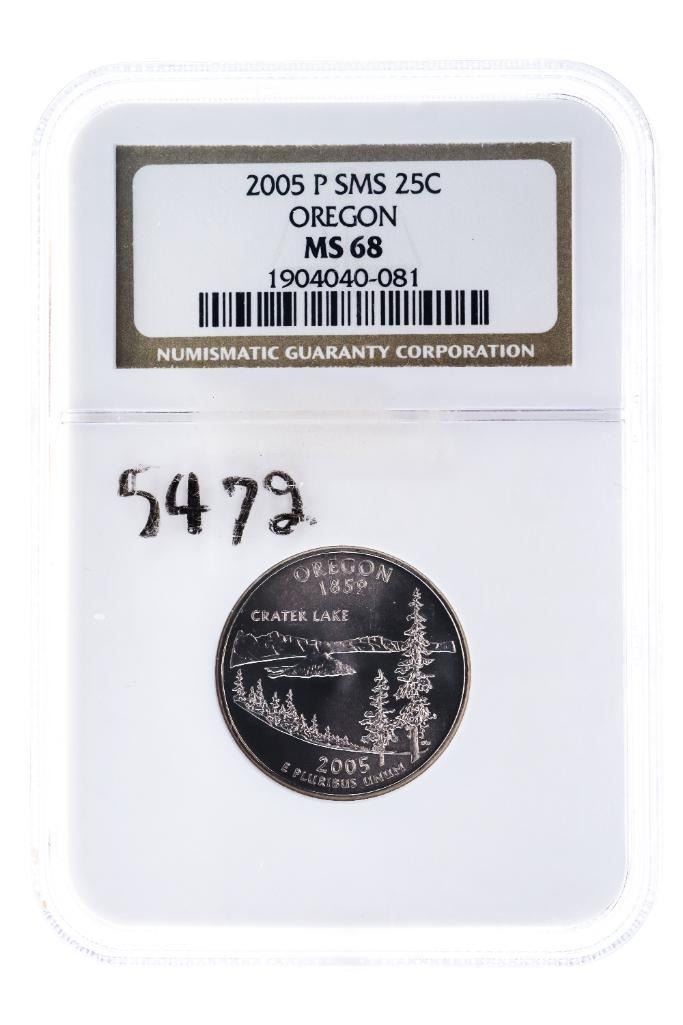 2005 P SMS 25C
OREGON
MS 68
1904040-081
NUMISMATIC GUARANTY CORPORATION
5472
OREGON
1859
CRATER LAKE
2005
E PLURIBUS UNUM